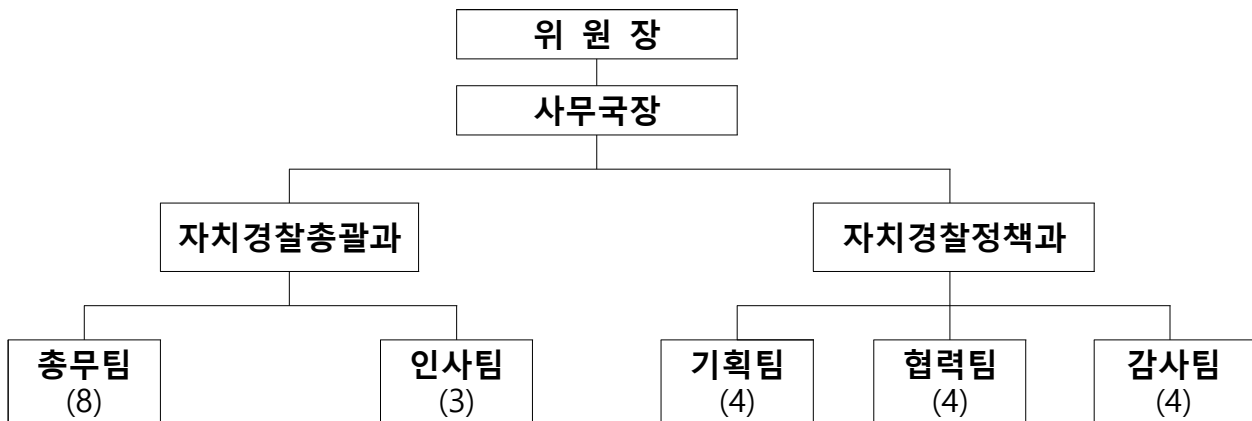 위 원 장
사무국장
자치경찰총괄과
자치경찰정책과
총무팀
(8)
인사팀
(3)
기획팀
(4)
협력팀
(4)
감사팀
(4)